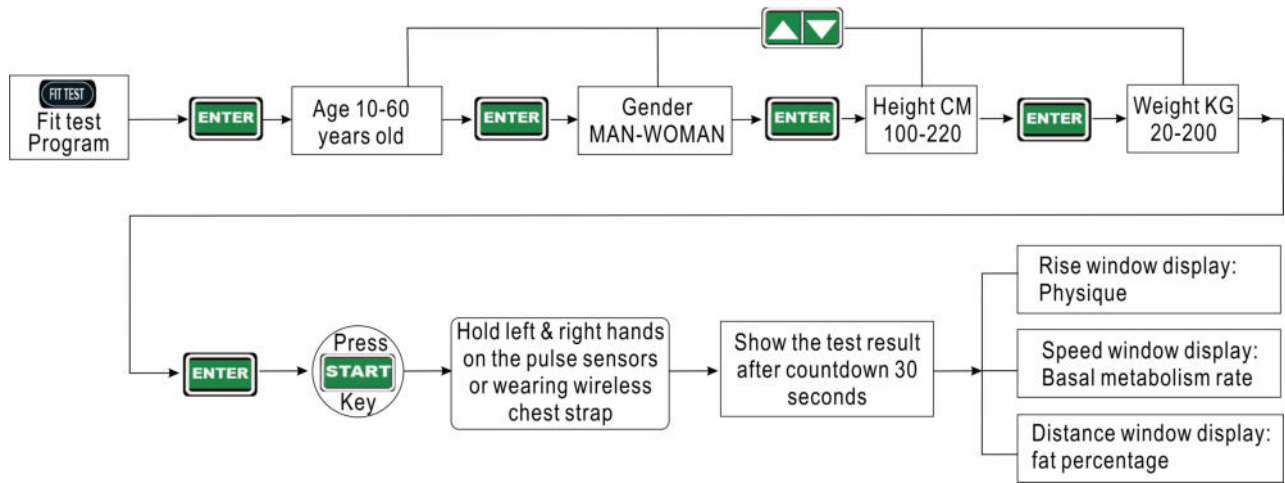 FIT TEST
Fit test
Program
ENTER
Age 10-60
years old
ENTER
Gender
MAN-WOMAN
ENTER
Height CM
100-220
ENTER
Weight KG
20-200
ENTER
Press
START
Key
Hold left & right hands
on the pulse sensors
or wearing wireless
chest strap
Show the test result
after countdown 30
seconds
Rise window display:
Physique
Speed window display:
Basal metabolism rate
Distance window display:
fat percentage